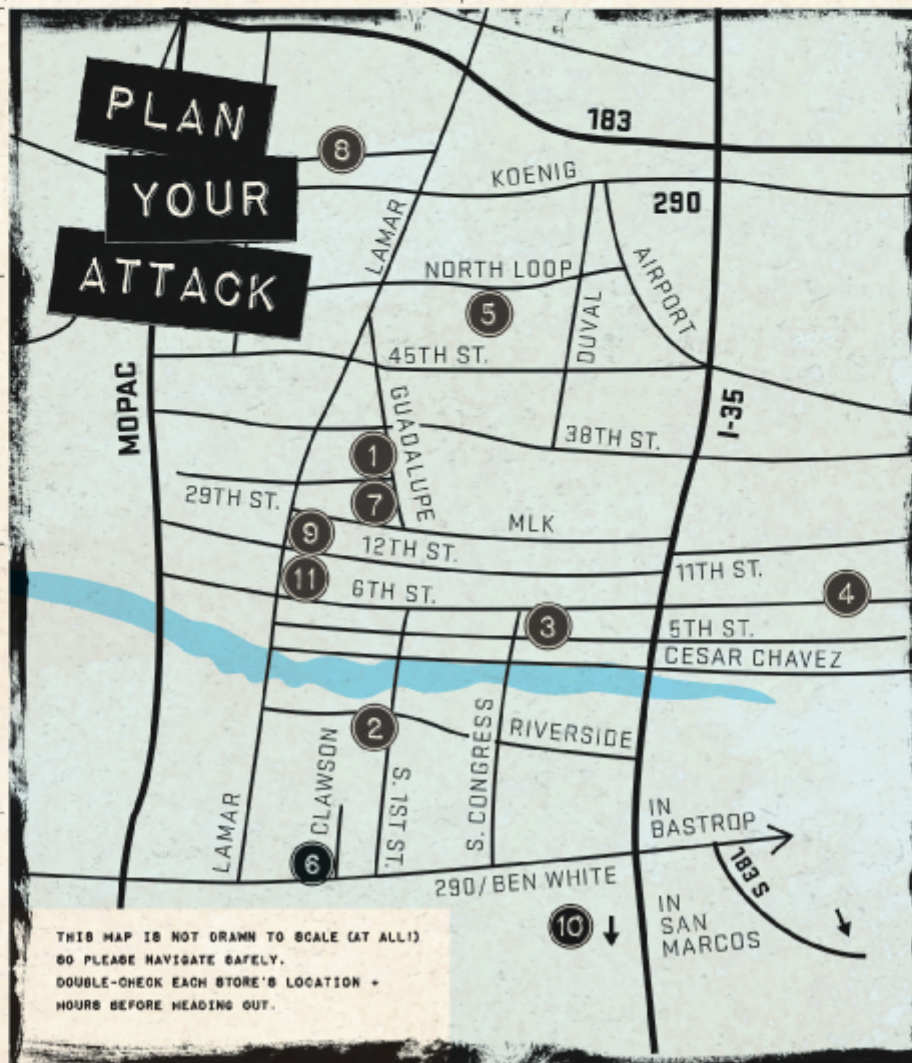 PLAN
YOUR
ATTACK
183
8
KOENIG
290
LAMAR
NORTH LOOP
AIRPORT
5
DUVAL
45TH ST.
MOPAC
GUADALUPE
I-35
38TH ST.
1
29TH ST.
7
MLK
9
12TH ST.
11TH ST.
11
6TH ST.
4
3
5TH ST.
CESAR CHAVEZ
2
RIVERSIDE
S. CONGRESS
CLAWSON
S. 1ST ST.
LAMAR
6
290/BEN WHITE
IN
BASTROP
183 S
10
IN
SAN
MARCOS
THIS MAP IS NOT DRAWN TO SCALE (AT ALL!)
SO PLEASE NAVIGATE SAFELY.
DOUBLE-CHECK EACH STORE'S LOCATION +
HOURS BEFORE HEADING OUT.